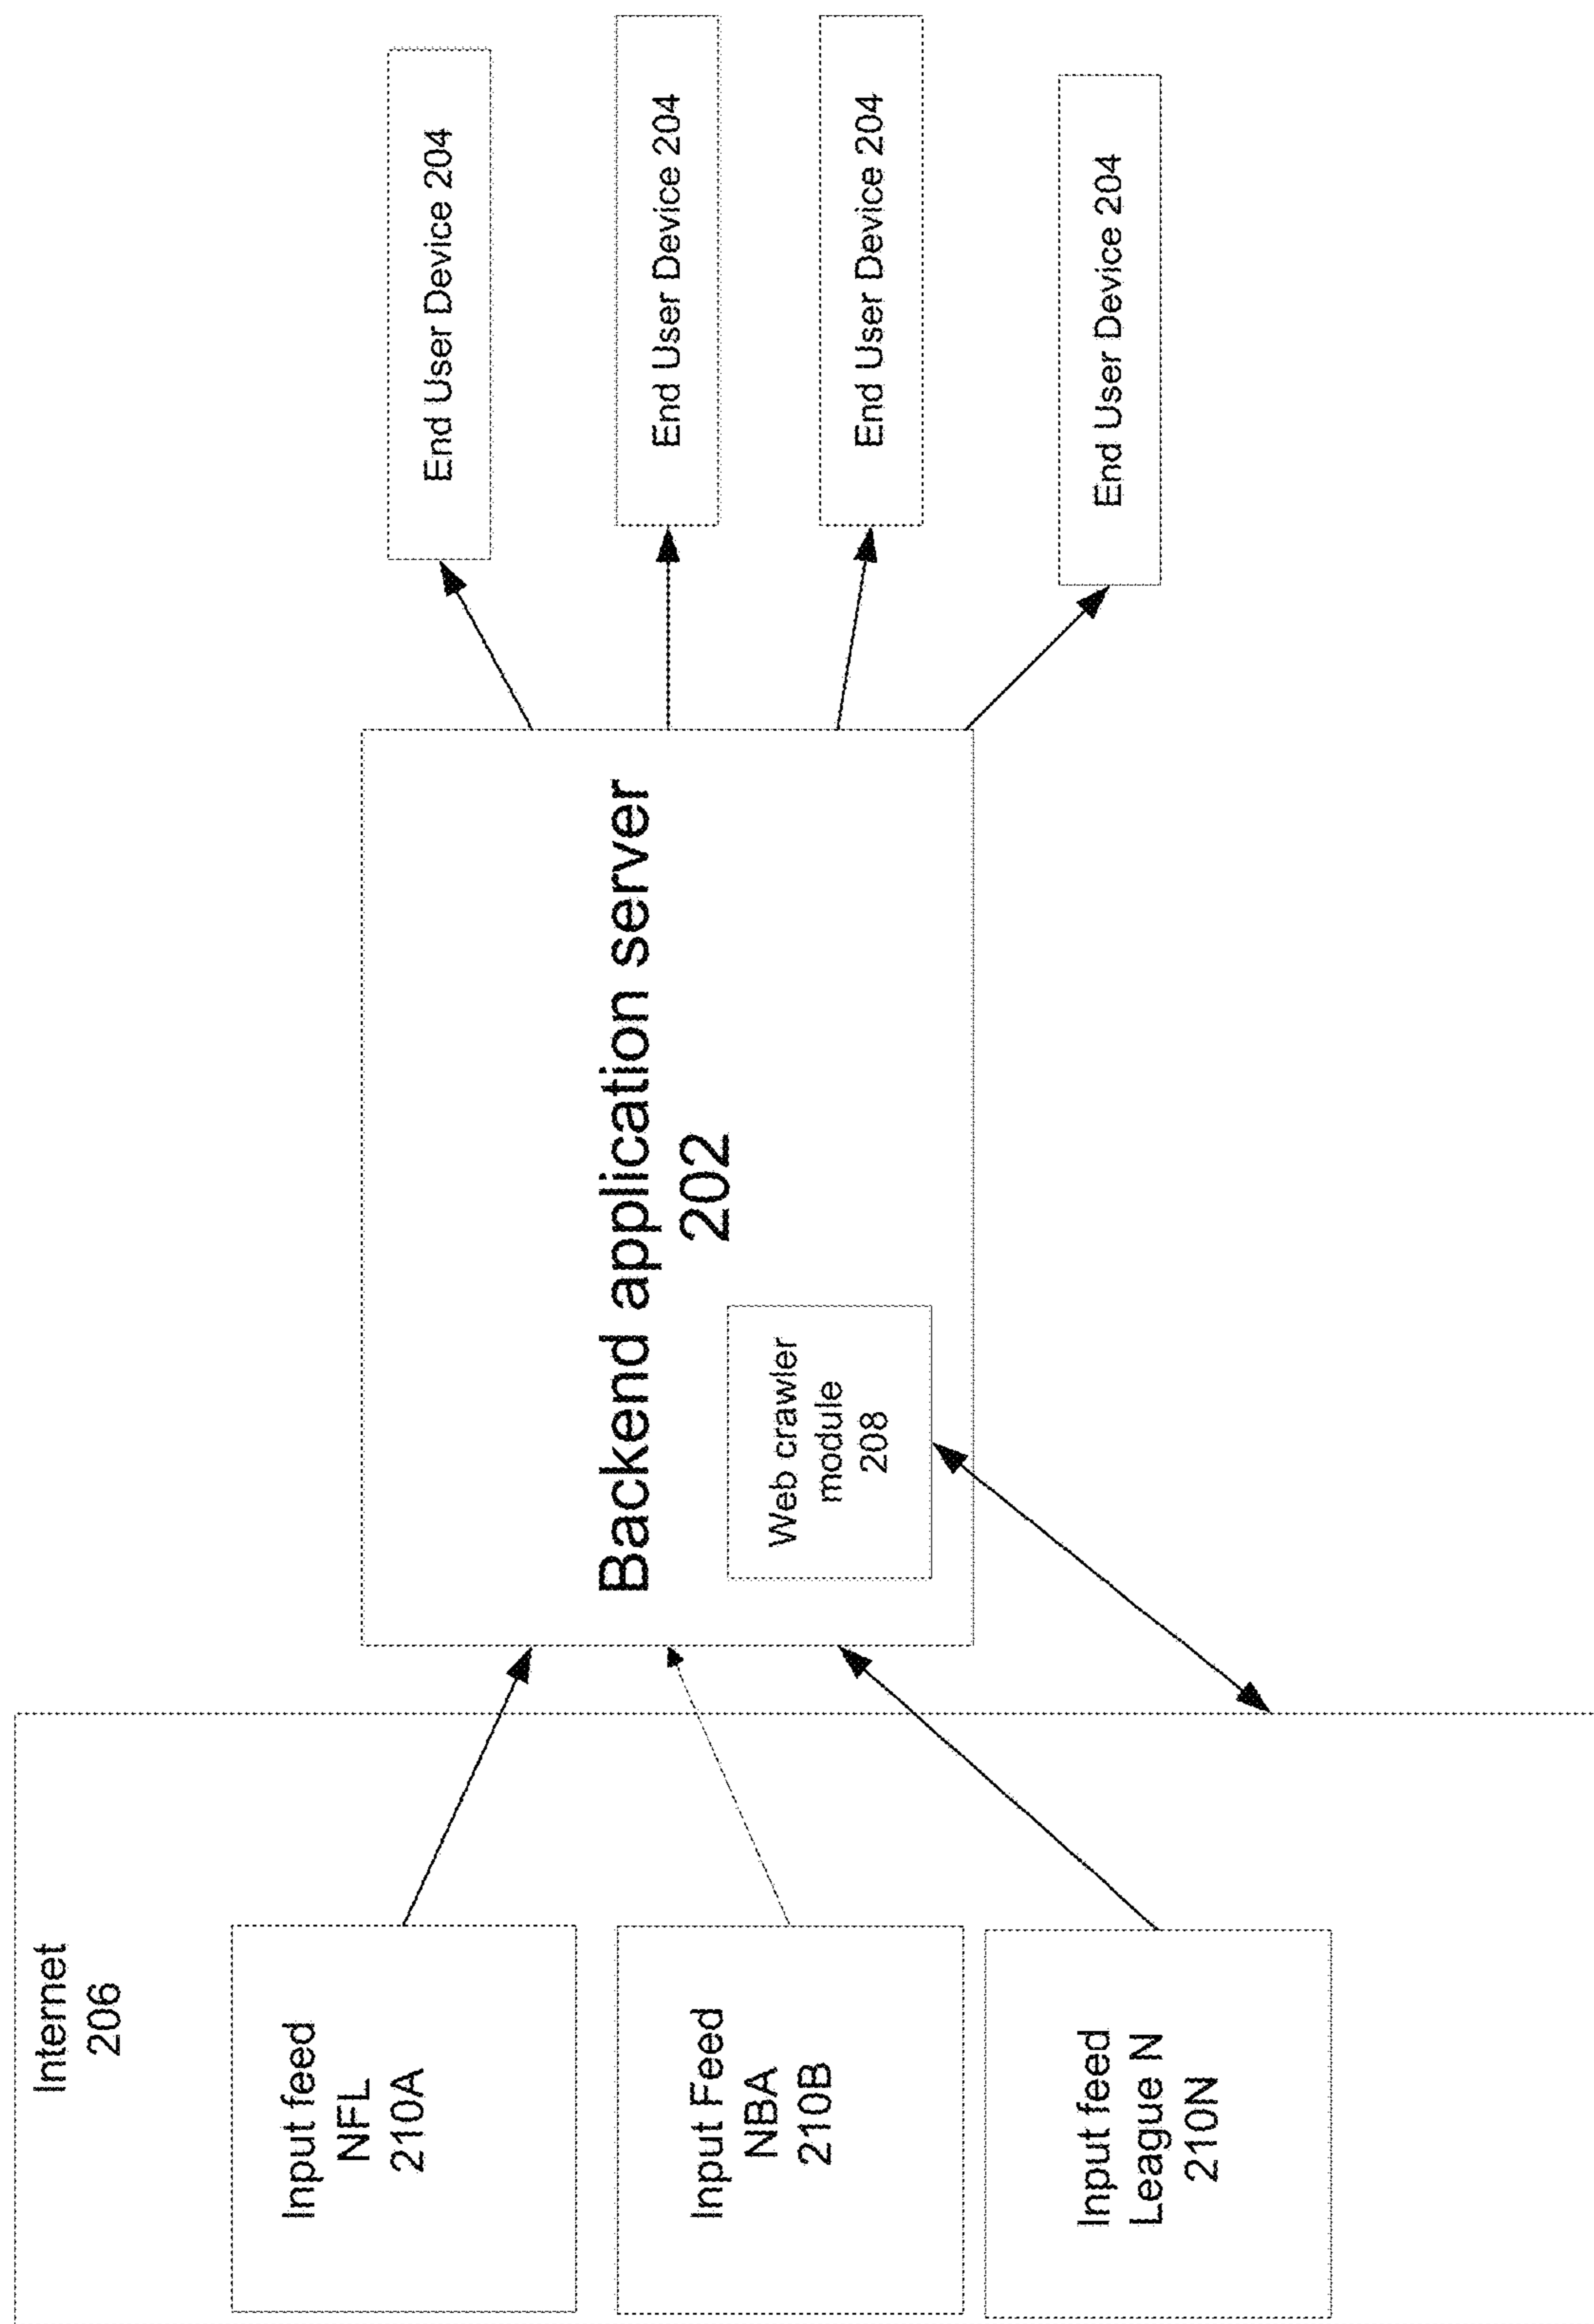 Internet
206
Input feed
NFL
210A
Input Feed
NBA
210B
Input feed
League N
210N
Backend application server
202
Web crawler
module
208
End User Device 204
End User Device 204
End User Device 204
End User Device 204